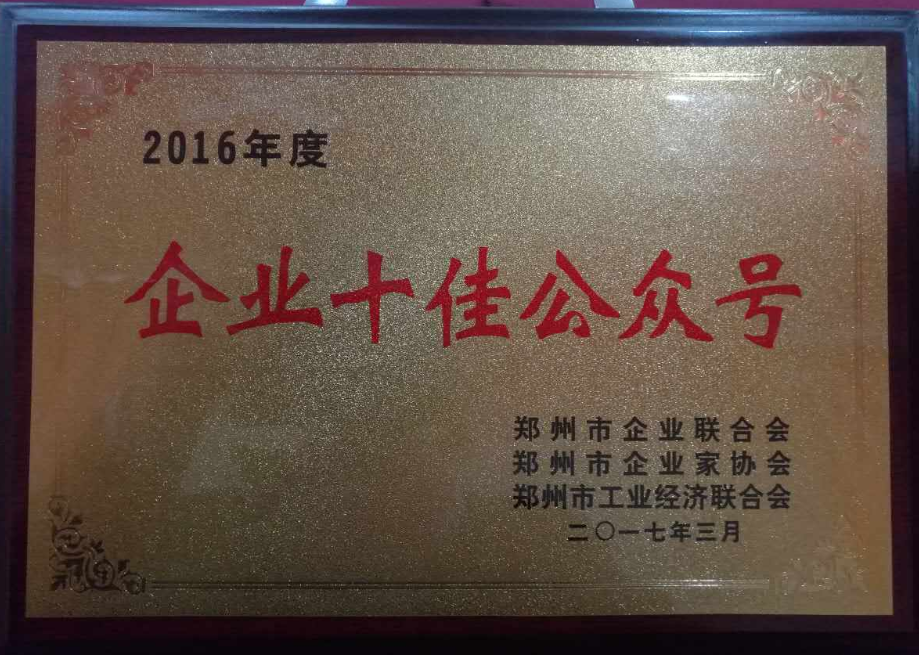 2016年度
企业十佳公众号
郑州市企业联合会
郑州市企业家协会
郑州市工业经济联合会
二〇一七年三月